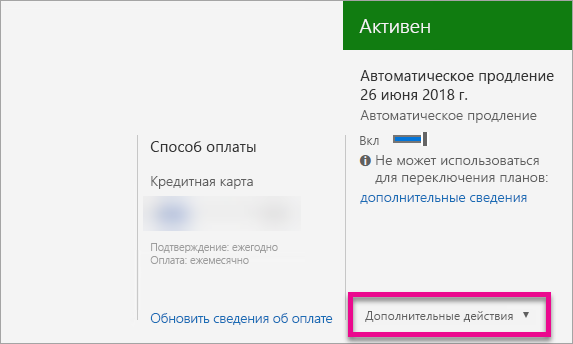 Активен
Автоматическое продление
26 июня 2018 г.
Автоматическое продление
Вкл
Не может использоваться
для переключения планов:
дополнительные сведения
Способ оплаты
Кредитная карта
Подтверждение: ежегодно
Оплата: ежемесячно
Обновить сведения об оплате
Дополнительные действия